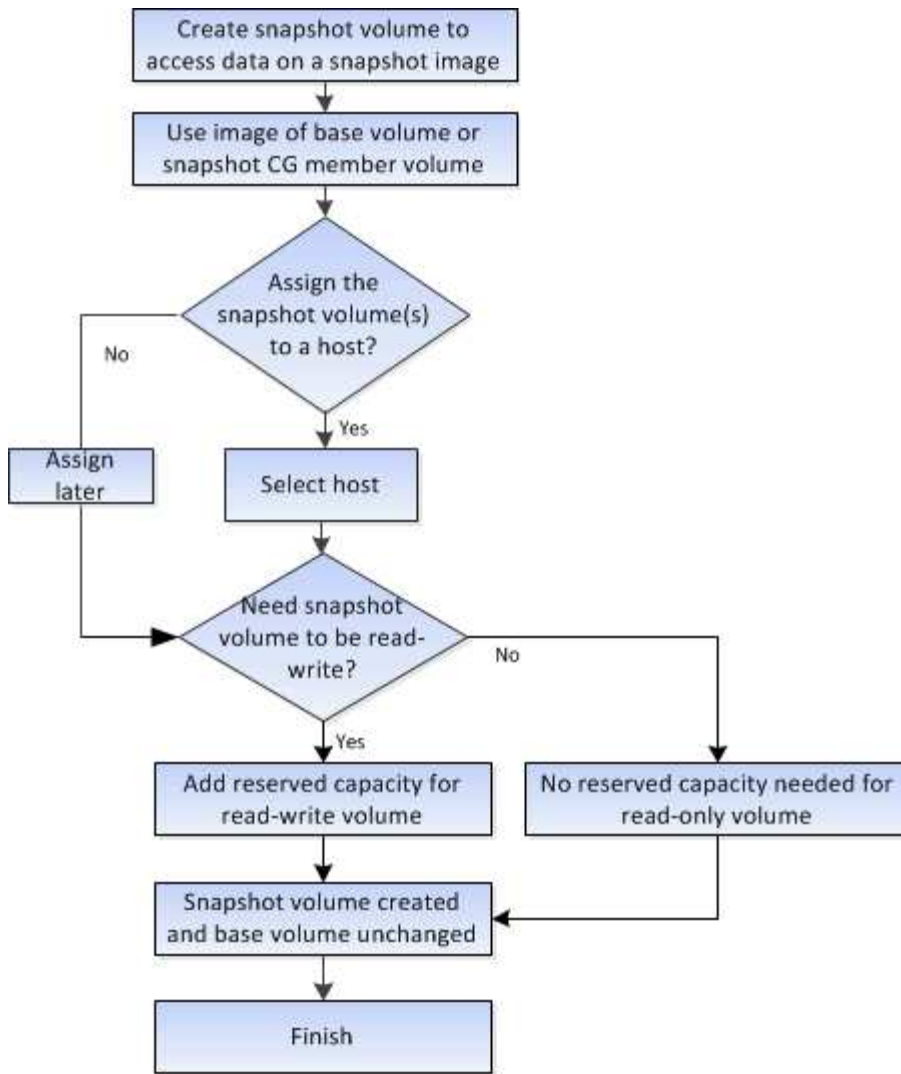 Create snapshot volume to
access data on a snapshot image
Use image of base volume or
snapshot CG member volume
Assign the
snapshot volume(s)
to a host?
No
Yes
Assign
later
Select host
Need snapshot
volume to be read-
write?
No
Yes
Add reserved capacity for
read-write volume
No reserved capacity needed for
read-only volume
Snapshot volume created
and base volume unchanged
Finish